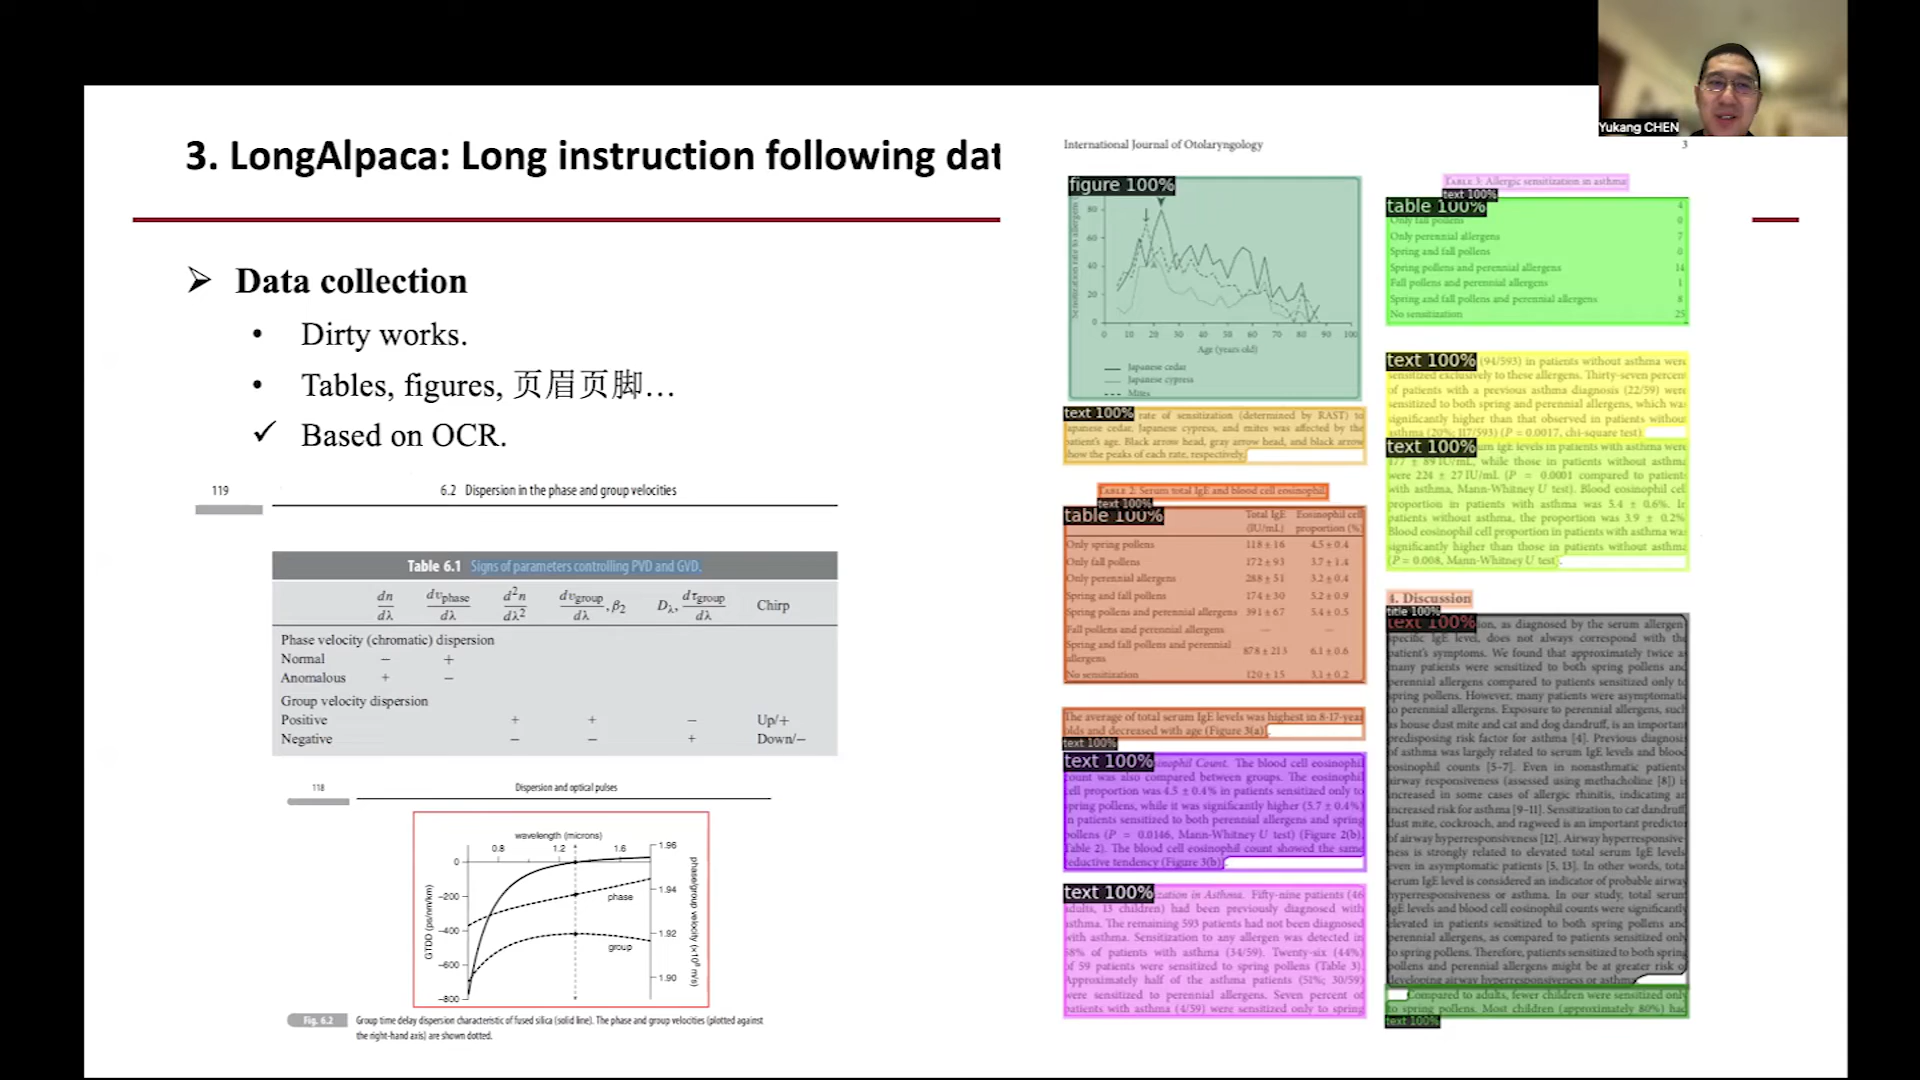 Yukang CHEN
3. LongAlpaca: Long instruction following dat
➢ Data collection
• Dirty works.
• Tables, figures, 页眉页脚…
✓ Based on OCR.
119
6.2 Dispersion in the phase and group velocities
Table 6.1 Signs of parameters controlling PVD and GVD.
dn/dλ dvphase/dλ d²n/dλ² dvgroup/dλ, β2 Dλ, dτgroup/dλ Chirp
Phase velocity (chromatic) dispersion
Normal − +
Anomalous + −
Group velocity dispersion
Positive + + − Up/+
Negative − − + Down/−
118
Dispersion and optical pulses
wavelength (microns)
0.8 1.2 1.6
1.96
0
1.94
−200
phase
−400
1.92
group
−600
1.90
−800
GTDD (ps/nm/km)
phase/group velocity (x10⁸ m/s)
Fig. 6.2 Group time delay dispersion characteristic of fused silica (solid line). The phase and group velocities (plotted against
the right-hand axis) are shown dotted.
International Journal of Otolaryngology
3
figure 100%
80
60
40
20
0
0 10 20 30 40 50 60 70 80 90 100
Age (years old)
Japanese cedar
Japanese cypress
Mites
text 100% rate of sensitization (determined by RAST) to
Japanese cedar, Japanese cypress, and mites was affected by the
patient's age. Black arrow head, gray arrow head, and black arrow
show the peaks of each rate, respectively.
TABLE 2: Serum total IgE and blood cell eosinophil
text 100%
table 100%
Total IgE Eosinophil cell
(IU/mL) proportion (%)
Only spring pollens 118 ± 16 4.5 ± 0.4
Only fall pollens 172 ± 93 3.7 ± 1.4
Only perennial allergens 288 ± 51 3.2 ± 0.4
Spring and fall pollens 174 ± 30 5.2 ± 0.9
Spring pollens and perennial allergens 391 ± 67 5.4 ± 0.5
Fall pollens and perennial allergens — —
Spring and fall pollens and perennial
allergens 878 ± 213 6.1 ± 0.6
No sensitization 120 ± 15 3.1 ± 0.2
The average of total serum IgE levels was highest in 8-17-year
olds and decreased with age (Figure 3(a)).
text 100%
text 100% inophil Count. The blood cell eosinophil
count was also compared between groups. The eosinophil
cell proportion was 4.5 ± 0.4% in patients sensitized only to
spring pollens, while it was significantly higher (5.7 ± 0.4%)
in patients sensitized to both perennial allergens and spring
pollens (P = 0.0146, Mann-Whitney U test) (Figure 2(b),
Table 2). The blood cell eosinophil count showed the same
reductive tendency (Figure 3(b)).
text 100% zation in Asthma. Fifty-nine patients (46
adults, 13 children) had been previously diagnosed with
asthma. The remaining 593 patients had not been diagnosed
with asthma. Sensitization to any allergen was detected in
58% of patients with asthma (34/59). Twenty-six (44%)
of 59 patients were sensitized to spring pollens (Table 3).
Approximately half of the asthma patients (51%; 30/59)
were sensitized to perennial allergens. Seven percent of
patients with asthma (4/59) were sensitized only to spring
TABLE 3: Allergic sensitization in asthma
text 100%
table 100% 4
Only fall pollens 0
Only perennial allergens 7
Spring and fall pollens 0
Spring pollens and perennial allergens 14
Fall pollens and perennial allergens 1
Spring and fall pollens and perennial allergens 8
No sensitization 25
text 100% (94/593) in patients without asthma were
sensitized exclusively to these allergens. Thirty-seven percent
of patients with a previous asthma diagnosis (22/59) were
sensitized to both spring and perennial allergens, which was
significantly higher than that observed in patients without
asthma (20%; 117/593) (P = 0.0017, chi-square test).
text 100% um IgE levels in patients with asthma were
477 ± 89 IU/mL, while those in patients without asthma
were 224 ± 27 IU/mL (P = 0.0001 compared to patients
with asthma, Mann-Whitney U test). Blood eosinophil cell
proportion in patients with asthma was 5.4 ± 0.6%. In
patients without asthma, the proportion was 3.9 ± 0.2%.
Blood eosinophil cell proportion in patients with asthma was
significantly higher than those in patients without asthma
(P = 0.008, Mann-Whitney U test).
4. Discussion
title 100%
text 100% ion, as diagnosed by the serum allergen-
specific IgE level, does not always correspond with the
patient's symptoms. We found that approximately twice as
many patients were sensitized to both spring pollens and
perennial allergens compared to patients sensitized only to
spring pollens. However, many patients were asymptomatic
to perennial allergens. Exposure to perennial allergens, such
as house dust mite and cat and dog dandruff, is an important
predisposing risk factor for asthma [4]. Previous diagnosis
of asthma was largely related to serum IgE levels and blood
eosinophil counts [5–7]. Even in nonasthmatic patients,
airway responsiveness (assessed using methacholine [8]) is
increased in some cases of allergic rhinitis, indicating an
increased risk for asthma [9–11]. Sensitization to cat dandruff,
dust mite, cockroach, and ragweed is an important predictor
of airway hyperresponsiveness [12]. Airway hyperresponsive-
ness is strongly related to elevated total serum IgE levels
even in asymptomatic patients [5, 13]. In other words, total
serum IgE level is considered an indicator of probable airway
hyperresponsiveness or asthma. In our study, total serum
IgE levels and blood cell eosinophil counts were significantly
elevated in patients sensitized to both spring pollens and
perennial allergens, as compared to patients sensitized only
to spring pollens. Therefore, patients sensitized to both spring
pollens and perennial allergens might be at greater risk of
developing airway hyperresponsiveness or asthma.
Compared to adults, fewer children were sensitized only
to spring pollens. Most children (approximately 80%) had
text 100%